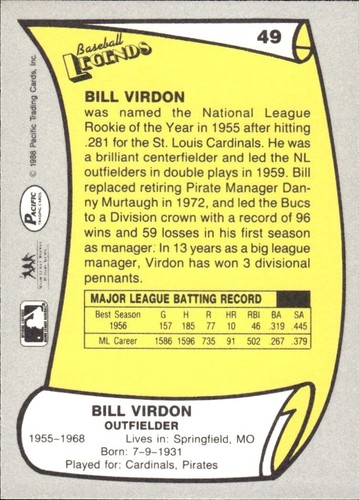 49
Baseball
LEGENDS
BILL VIRDON
was named the National League
Rookie of the Year in 1955 after hitting
.281 for the St. Louis Cardinals. He was
a brilliant centerfielder and led the NL
outfielders in double plays in 1959. Bill
replaced retiring Pirate Manager Dan-
ny Murtaugh in 1972, and led the Bucs
to a Division crown with a record of 96
wins and 59 losses in his first season
as manager. In 13 years as a big league
manager, Virdon has won 3 divisional
pennants.
MAJOR LEAGUE BATTING RECORD
Best Season G H R HR RBI BA SA
1956 157 185 77 10 46 .319 .445
ML Career 1586 1596 735 91 502 .267 .379
BILL VIRDON
OUTFIELDER
1955-1968 Lives in: Springfield, MO
Born: 7-9-1931
Played for: Cardinals, Pirates
© 1988 Pacific Trading Cards, Inc.
PACIFIC
TRADING CARDS